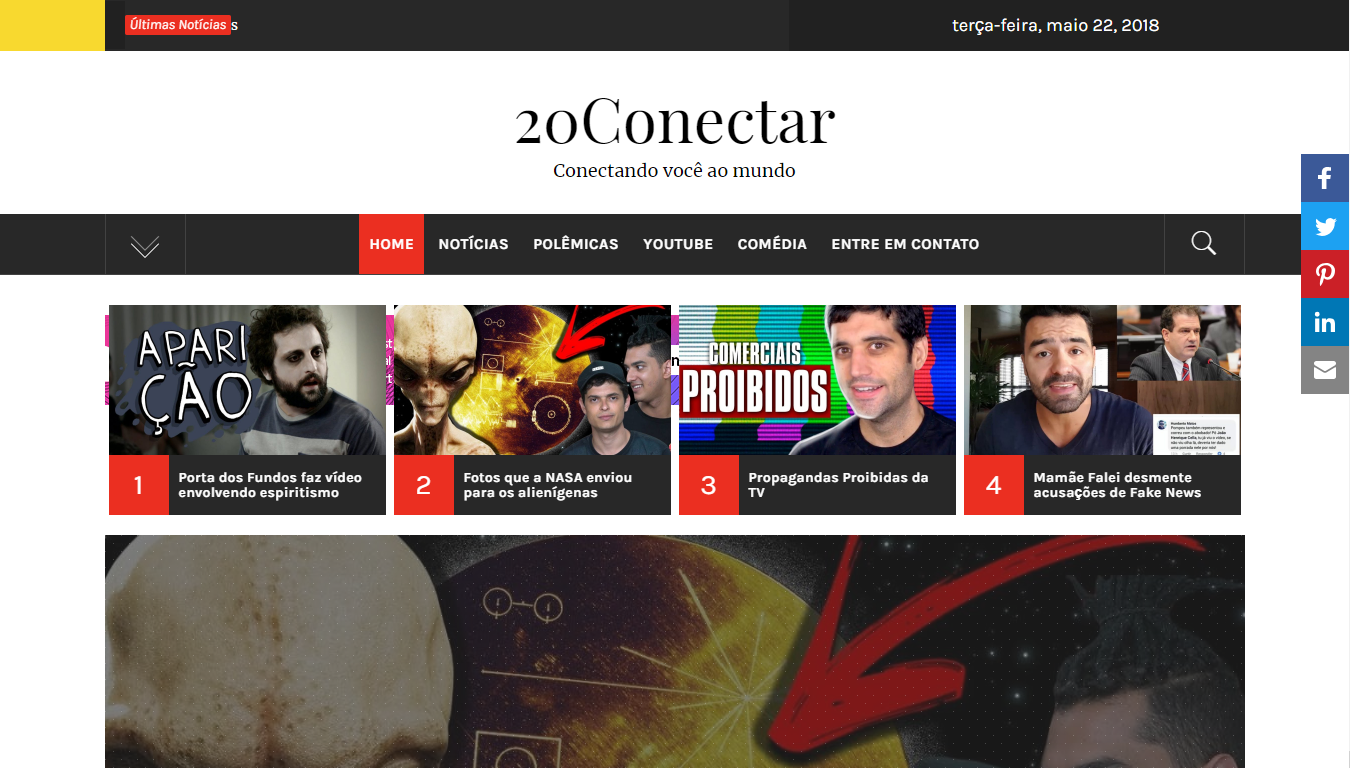 Últimas Notícias s
terça-feira, maio 22, 2018
20Conectar
Conectando você ao mundo
HOME NOTÍCIAS POLÊMICAS YOUTUBE COMÉDIA ENTRE EM CONTATO
APARI
ÇÃO
COMERCIAIS
PROIBIDOS
1 Porta dos Fundos faz vídeo
envolvendo espiritismo
2 Fotos que a NASA enviou
para os alienígenas
3 Propagandas Proibidas da
TV
4 Mamãe Falei desmente
acusações de Fake News